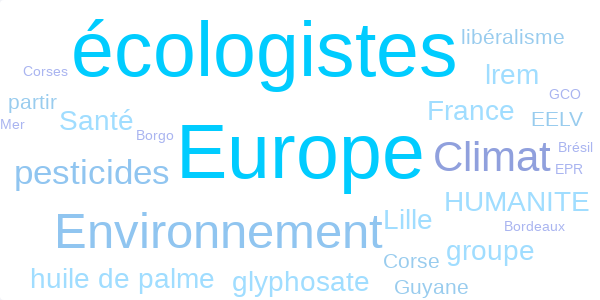 écologistes
libéralisme
Corses
lrem
partir
GCO
Santé
France
EELV
Mer
Borgo
Europe
Climat
Brésil
pesticides
EPR
HUMANITE
Environnement
Lille
Bordeaux
groupe
Corse
huile de palme
glyphosate
Guyane